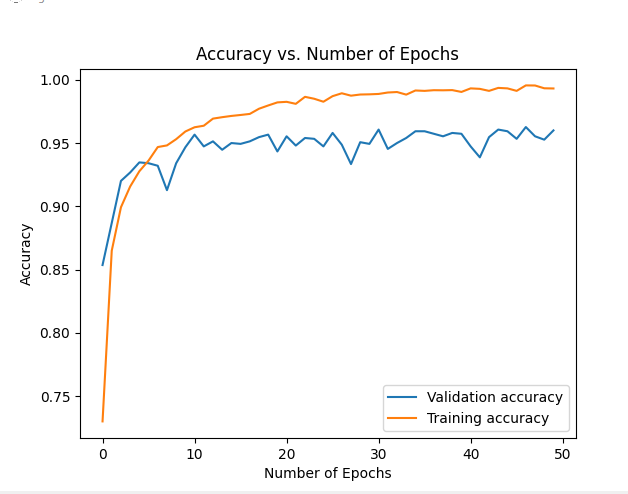 Accuracy vs. Number of Epochs
1.00
0.95
0.90
0.85
0.80
0.75
Accuracy
Validation accuracy
Training accuracy
0 10 20 30 40 50
Number of Epochs